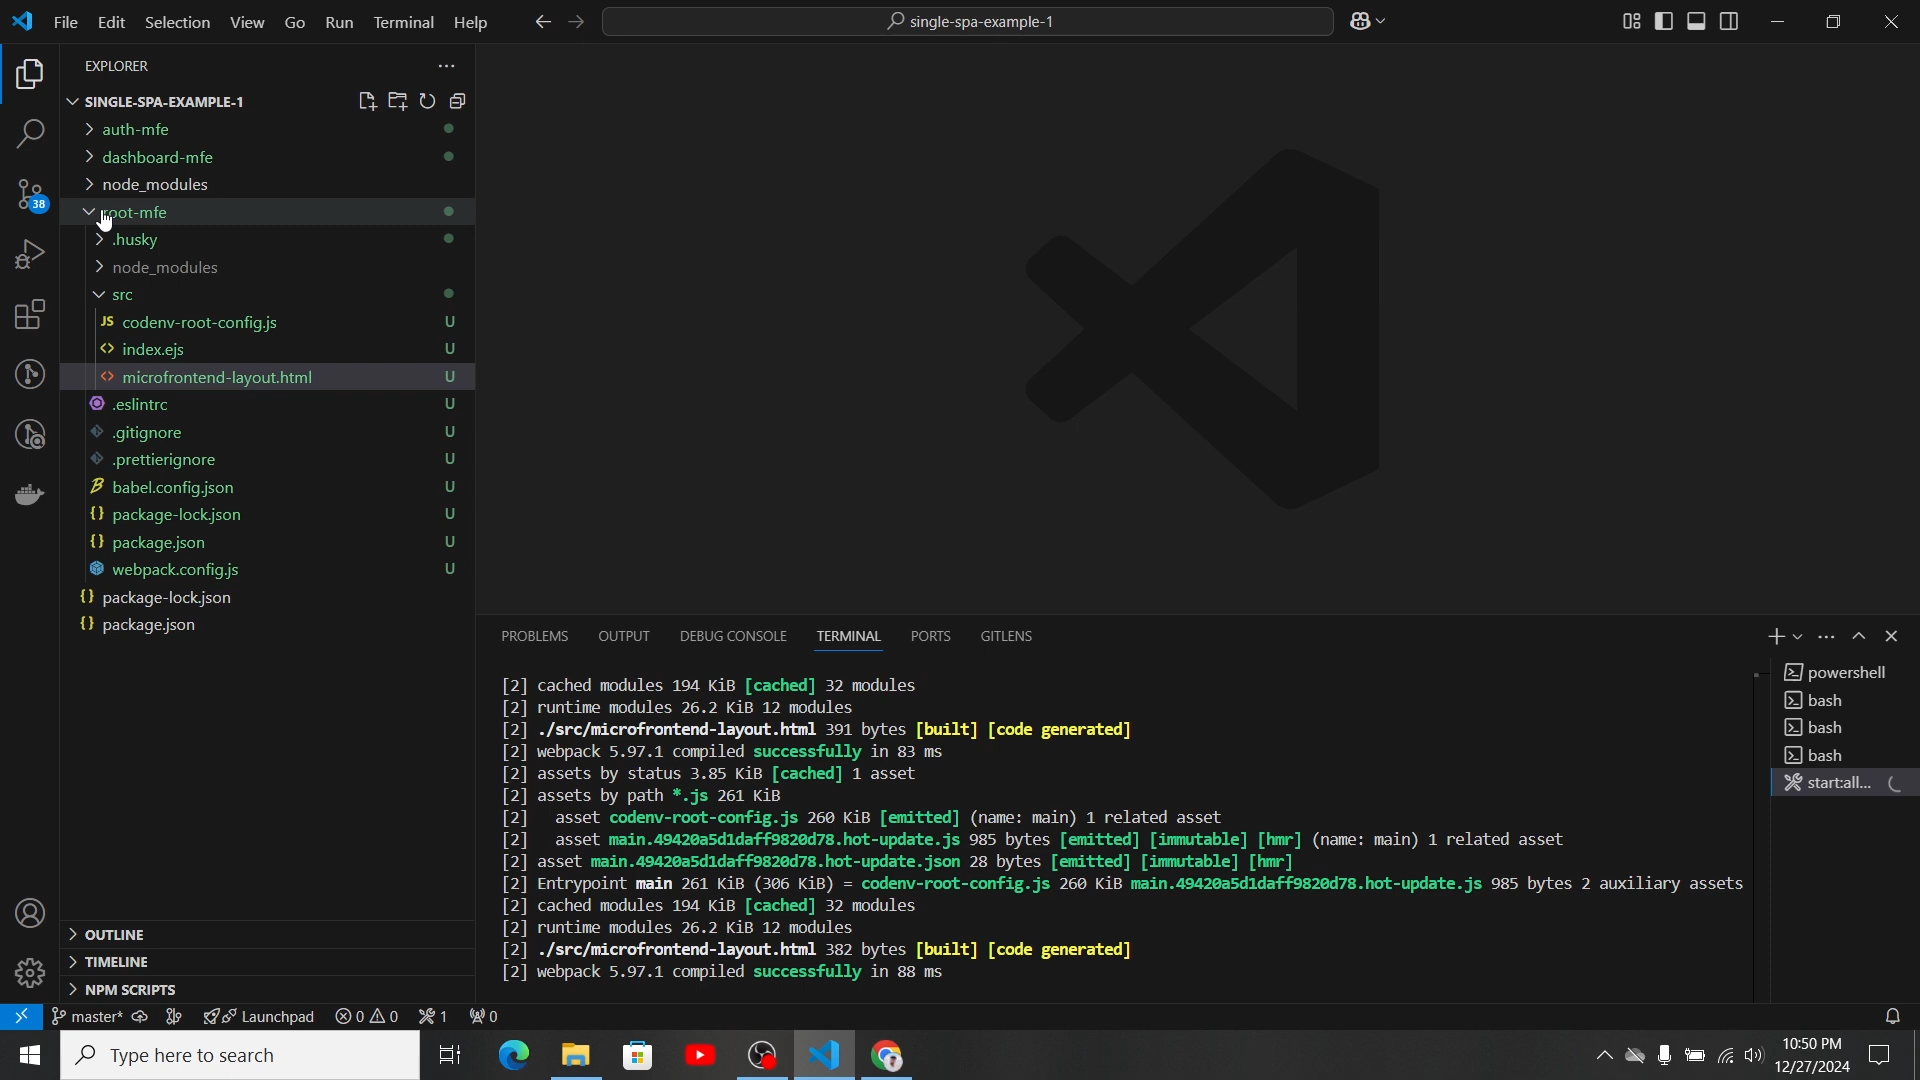 File Edit Selection View Go Run Terminal Help
single-spa-example-1
EXPLORER
SINGLE-SPA-EXAMPLE-1
auth-mfe
dashboard-mfe
node_modules
root-mfe
.husky
node_modules
src
JS codenv-root-config.js U
<> index.ejs U
<> microfrontend-layout.html U
.eslintrc U
.gitignore U
.prettierignore U
babel.config.json U
{} package-lock.json U
{} package.json U
webpack.config.js U
{} package-lock.json
{} package.json
38
OUTLINE
TIMELINE
NPM SCRIPTS
PROBLEMS OUTPUT DEBUG CONSOLE TERMINAL PORTS GITLENS
[2] cached modules 194 KiB [cached] 32 modules
[2] runtime modules 26.2 KiB 12 modules
[2] ./src/microfrontend-layout.html 391 bytes [built] [code generated]
[2] webpack 5.97.1 compiled successfully in 83 ms
[2] assets by status 3.85 KiB [cached] 1 asset
[2] assets by path *.js 261 KiB
[2]   asset codenv-root-config.js 260 KiB [emitted] (name: main) 1 related asset
[2]   asset main.49420a5d1daff9820d78.hot-update.js 985 bytes [emitted] [immutable] [hmr] (name: main) 1 related asset
[2] asset main.49420a5d1daff9820d78.hot-update.json 28 bytes [emitted] [immutable] [hmr]
[2] Entrypoint main 261 KiB (306 KiB) = codenv-root-config.js 260 KiB main.49420a5d1daff9820d78.hot-update.js 985 bytes 2 auxiliary assets
[2] cached modules 194 KiB [cached] 32 modules
[2] runtime modules 26.2 KiB 12 modules
[2] ./src/microfrontend-layout.html 382 bytes [built] [code generated]
[2] webpack 5.97.1 compiled successfully in 88 ms
powershell
bash
bash
bash
start:all...
master* Launchpad 0 0 1 0
Type here to search
10:50 PM
12/27/2024